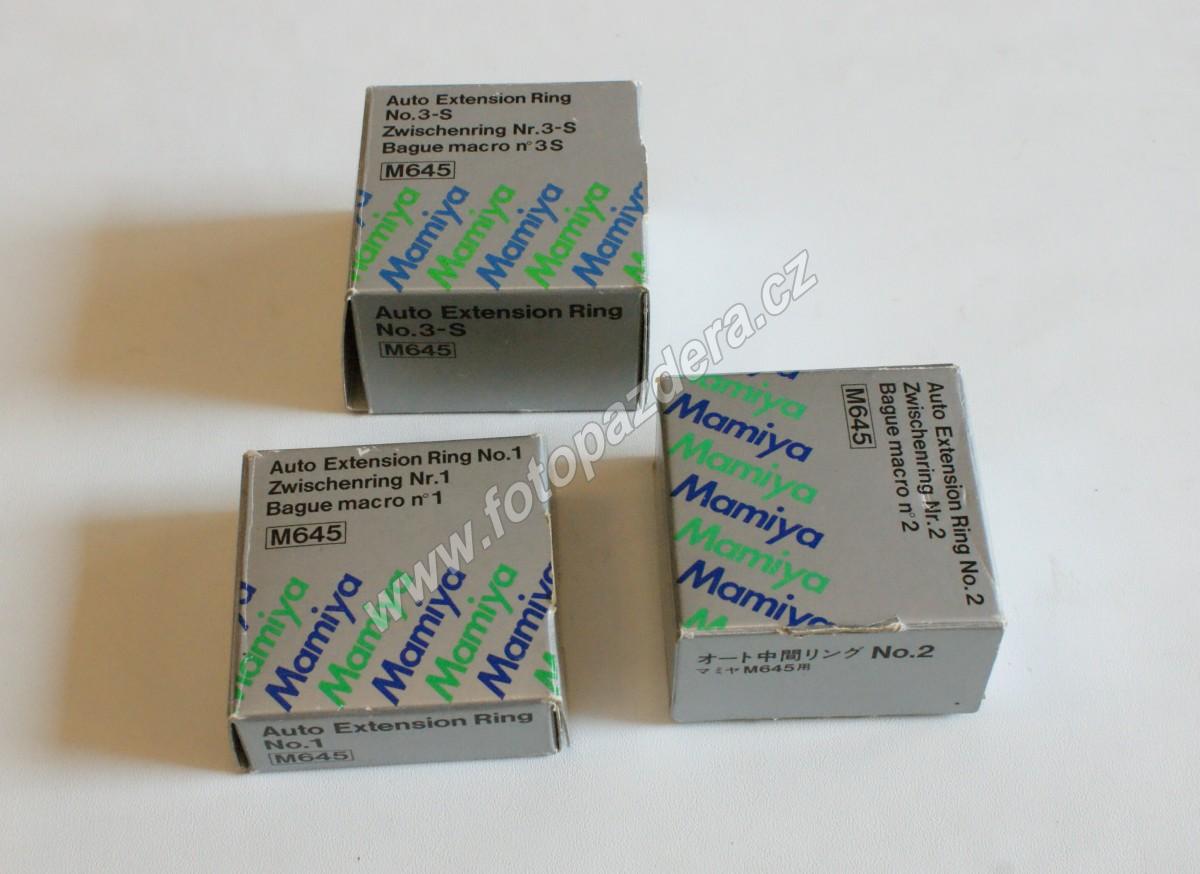 Auto Extension Ring
No.3-S
Zwischenring Nr.3-S
Bague macro n°3S
M645
Mamiya Mamiya Mamiya Mamiya Mamiya Mamiya
Auto Extension Ring
No.3-S
M645
Auto Extension Ring No.1
Zwischenring Nr.1
Bague macro n°1
M645
Mamiya Mamiya Mamiya Mamiya Mamiya Mamiya
Auto Extension Ring
No.1
M645
Auto Extension Ring No.2
Zwischenring Nr.2
Bague macro n°2
M645
Mamiya
Mamiya
Mamiya
Mamiya
Mamiya
Mamiya
オート中間リング No.2
マミヤM645用
www.fotopazdera.cz